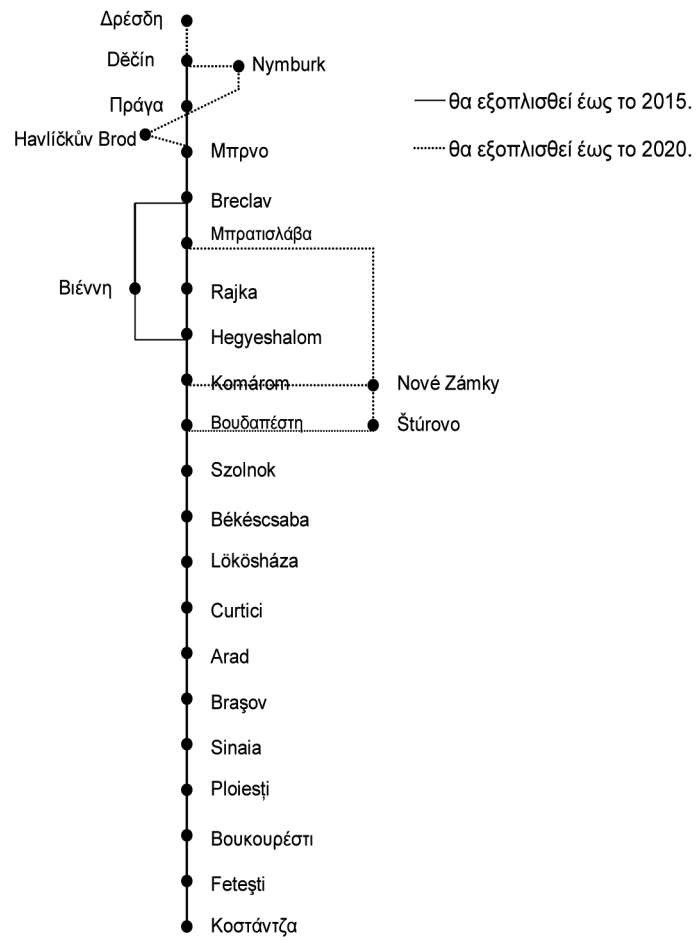 Δρέσδη
Děčín
Nymburk
Πράγα
θα εξοπλισθεί έως το 2015.
Havlíčkův Brod
Μπρνο
θα εξοπλισθεί έως το 2020.
Breclav
Μπρατισλάβα
Βιέννη
Rajka
Hegyeshalom
Komárom
Nové Zámky
Βουδαπέστη
Štúrovo
Szolnok
Békéscsaba
Lökösháza
Curtici
Arad
Braşov
Sinaia
Ploieşţi
Βουκουρέστι
Feteşti
Κοστάντζα